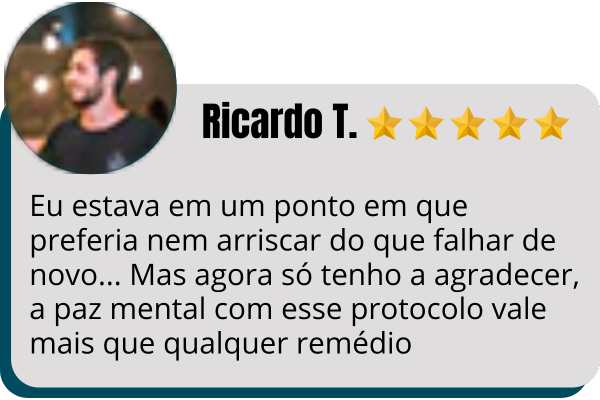 Ricardo T.
Eu estava em um ponto em que
preferia nem arriscar do que falhar de
novo... Mas agora só tenho a agradecer,
a paz mental com esse protocolo vale
mais que qualquer remédio